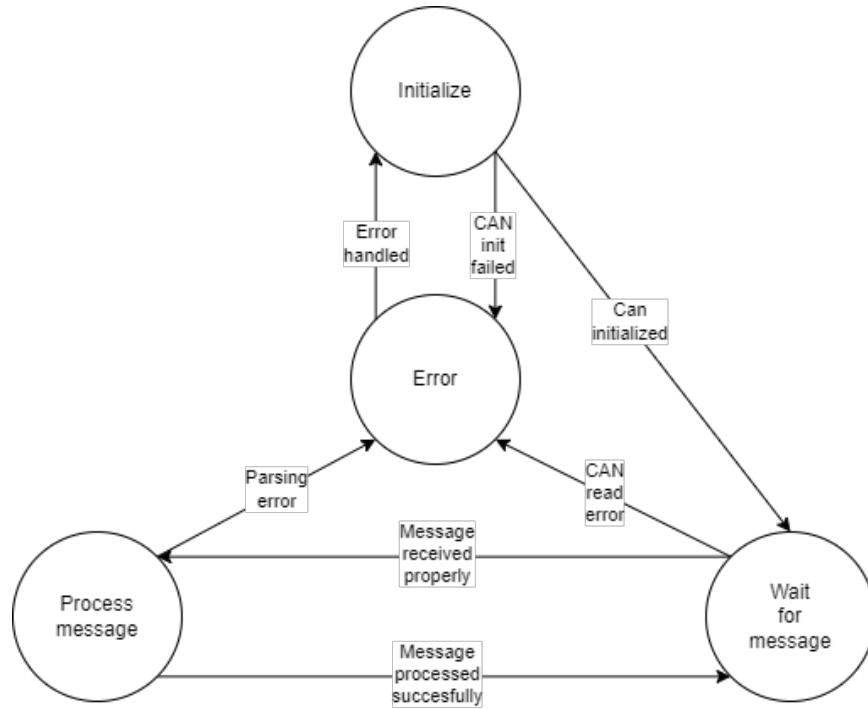 Initialize
Error
handled
CAN
init
failed
Can
initialized
Error
Parsing
error
CAN
read
error
Message
received
properly
Process
message
Wait
for
message
Message
processed
succesfully